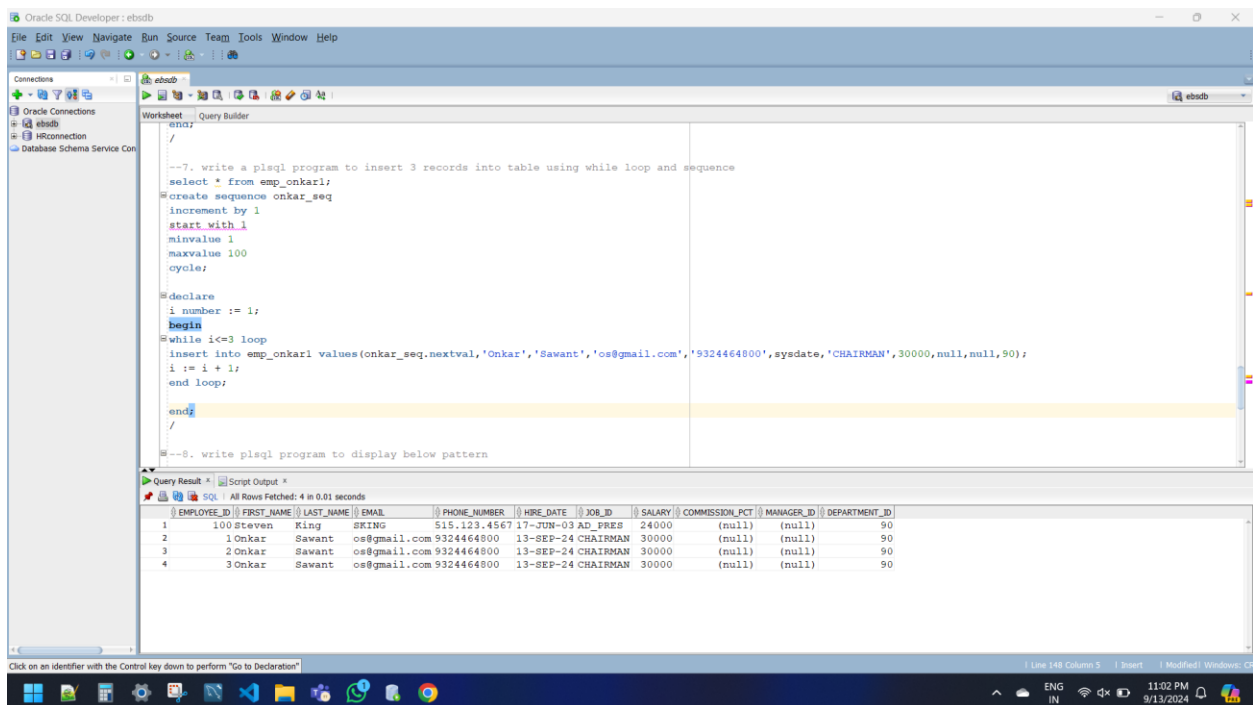 Oracle SQL Developer : ebsdb
File Edit View Navigate Run Source Team Tools Window Help
Connections
ebsdb
ebsdb
Oracle Connections
ebsdb
HRconnection
Database Schema Service Con
Worksheet Query Builder
end;
/
--7. write a plsql program to insert 3 records into table using while loop and sequence
select * from emp_onkar1;
create sequence onkar_seq
increment by 1
start with 1
minvalue 1
maxvalue 100
cycle;
declare
i number := 1;
begin
while i<=3 loop
insert into emp_onkar1 values(onkar_seq.nextval,'Onkar','Sawant','os@gmail.com','9324464800',sysdate,'CHAIRMAN',30000,null,null,90);
i := i + 1;
end loop;
end;
/
--8. write plsql program to display below pattern
Query Result Script Output
SQL | All Rows Fetched: 4 in 0.01 seconds
EMPLOYEE_ID FIRST_NAME LAST_NAME EMAIL PHONE_NUMBER HIRE_DATE JOB_ID SALARY COMMISSION_PCT MANAGER_ID DEPARTMENT_ID
1 100 Steven King SKING 515.123.4567 17-JUN-03 AD_PRES 24000 (null) (null) 90
2 1 Onkar Sawant os@gmail.com 9324464800 13-SEP-24 CHAIRMAN 30000 (null) (null) 90
3 2 Onkar Sawant os@gmail.com 9324464800 13-SEP-24 CHAIRMAN 30000 (null) (null) 90
4 3 Onkar Sawant os@gmail.com 9324464800 13-SEP-24 CHAIRMAN 30000 (null) (null) 90
Click on an identifier with the Control key down to perform "Go to Declaration"
| Line 148 Column 5 | Insert | Modified| Windows: CR
ENG
IN
11:02 PM
9/13/2024